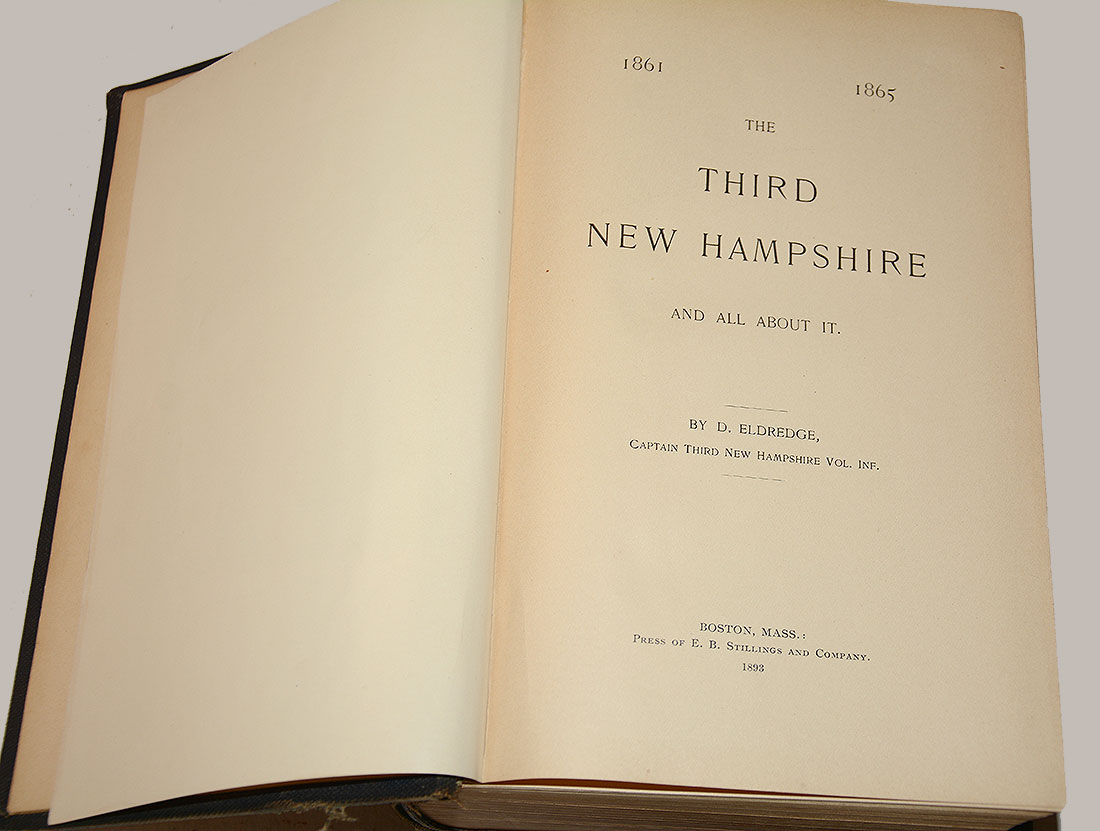 1861
1865
THE
THIRD
NEW HAMPSHIRE
AND ALL ABOUT IT.
BY D. ELDREDGE,
CAPTAIN THIRD NEW HAMPSHIRE VOL. INF.
BOSTON, MASS.:
PRESS OF E. B. STILLINGS AND COMPANY.
1893